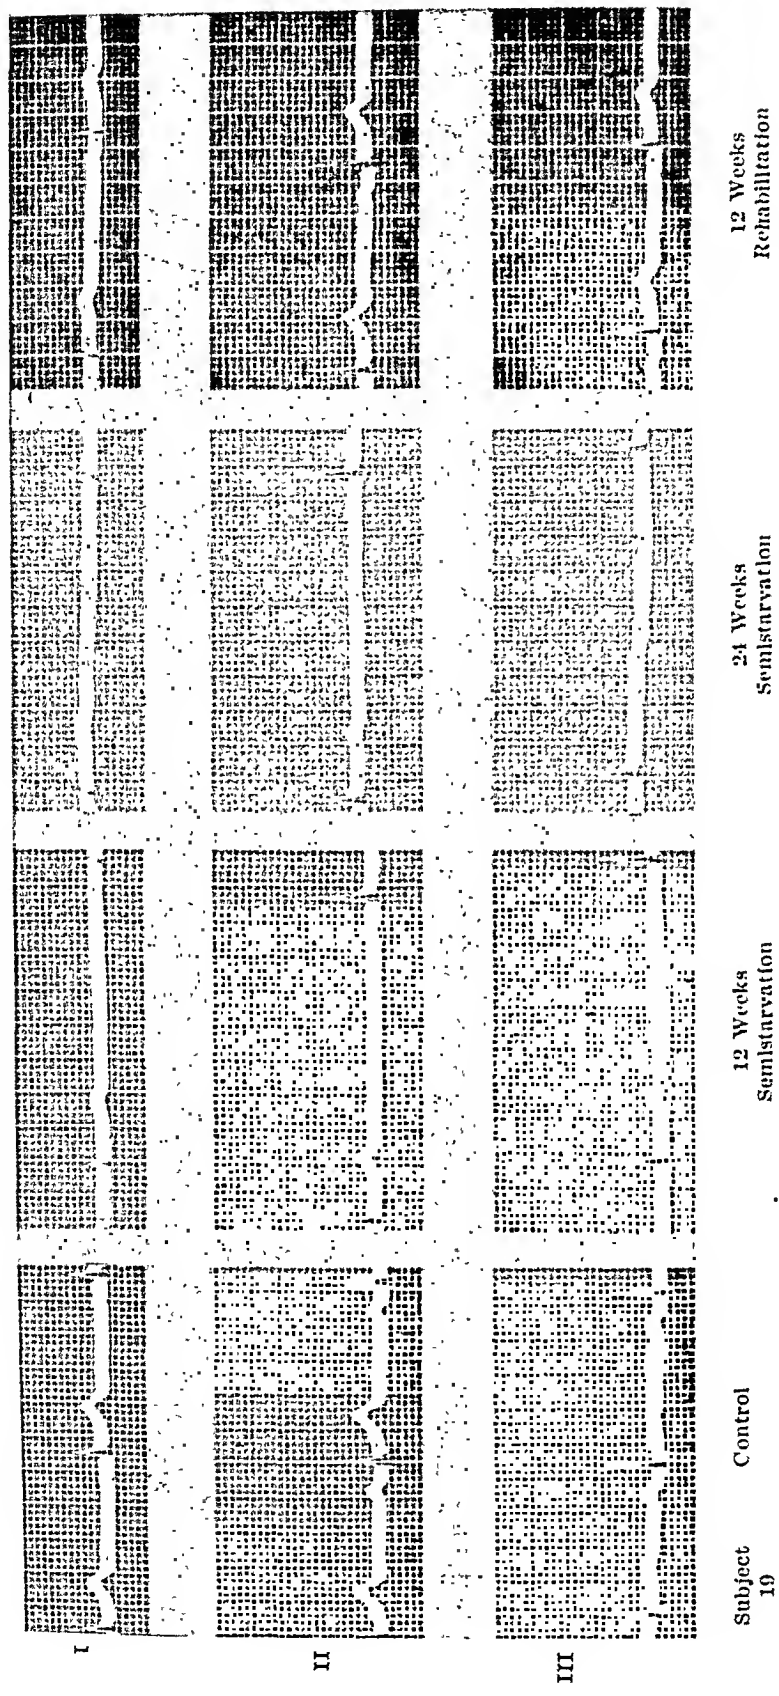 I
II
III
Subject
19
Control
12 Weeks
Semistarvation
24 Weeks
Semistarvation
12 Weeks
Rehabilitation